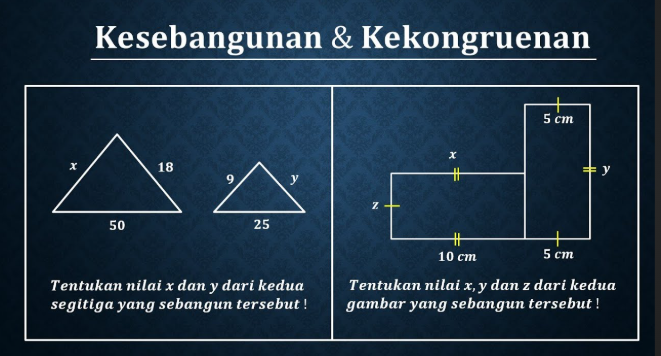 Kesebangunan & Kekongruenan
x
18
50
9
y
25
Tentukan nilai x dan y dari kedua
segitiga yang sebangun tersebut !
5 cm
x
y
z
10 cm
5 cm
Tentukan nilai x, y dan z dari kedua
gambar yang sebangun tersebut !